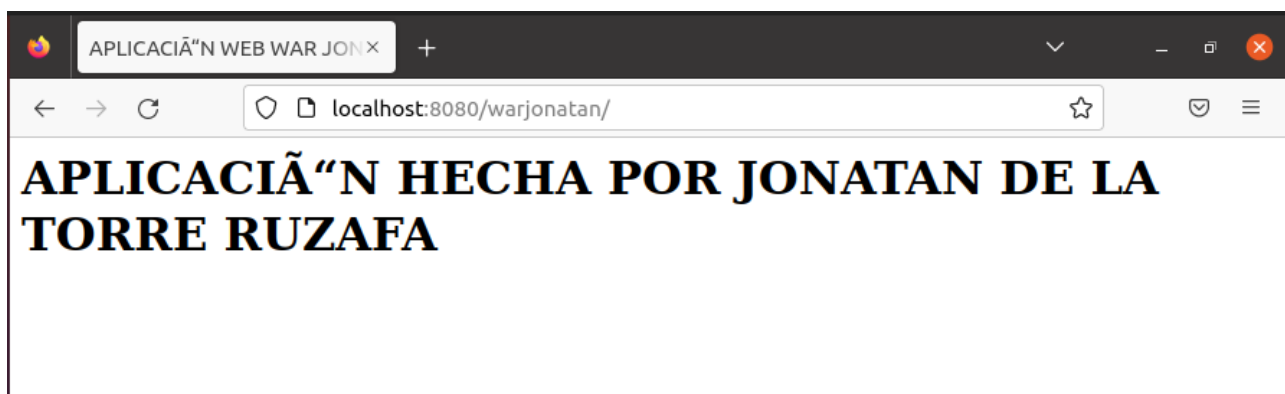 APLICACIÃ“N WEB WAR JON
localhost:8080/warjonatan/
APLICACIÃ“N HECHA POR JONATAN DE LA
TORRE RUZAFA